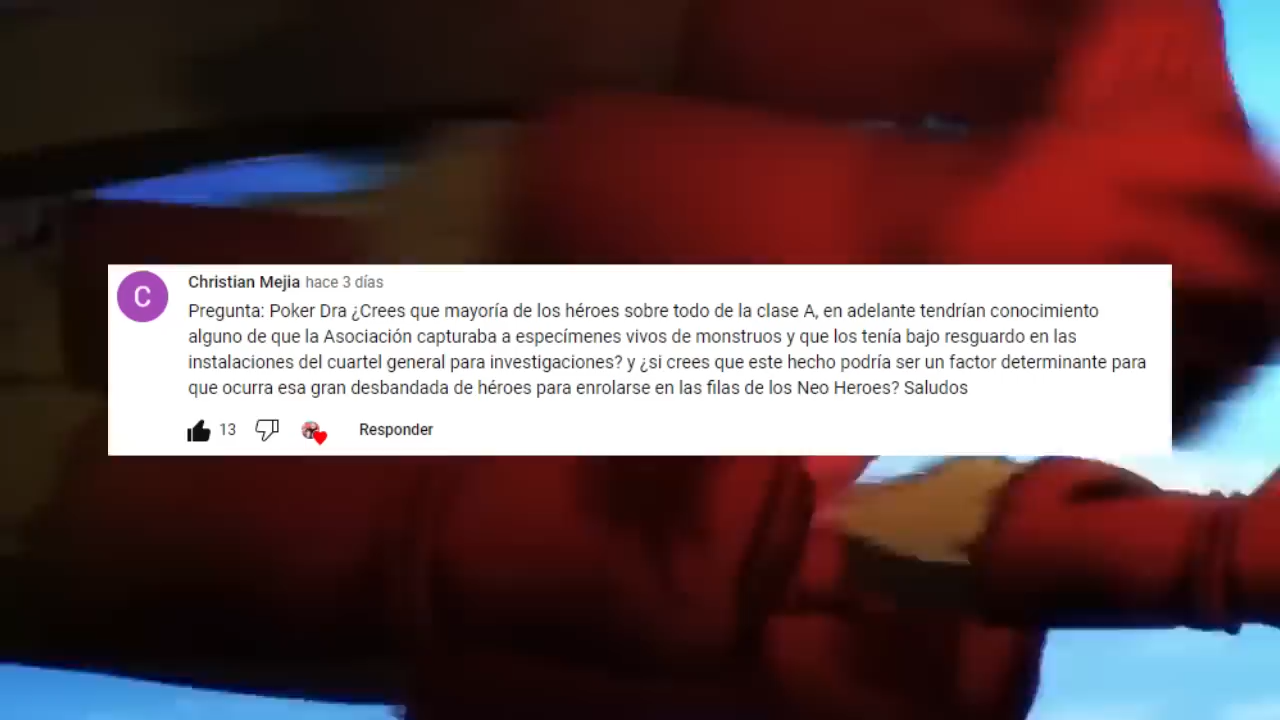 C
Christian Mejia hace 3 días
Pregunta: Poker Dra ¿Crees que mayoría de los héroes sobre todo de la clase A, en adelante tendrían conocimiento
alguno de que la Asociación capturaba a especímenes vivos de monstruos y que los tenía bajo resguardo en las
instalaciones del cuartel general para investigaciones? y ¿si crees que este hecho podría ser un factor determinante para
que ocurra esa gran desbandada de héroes para enrolarse en las filas de los Neo Heroes? Saludos
13 Responder